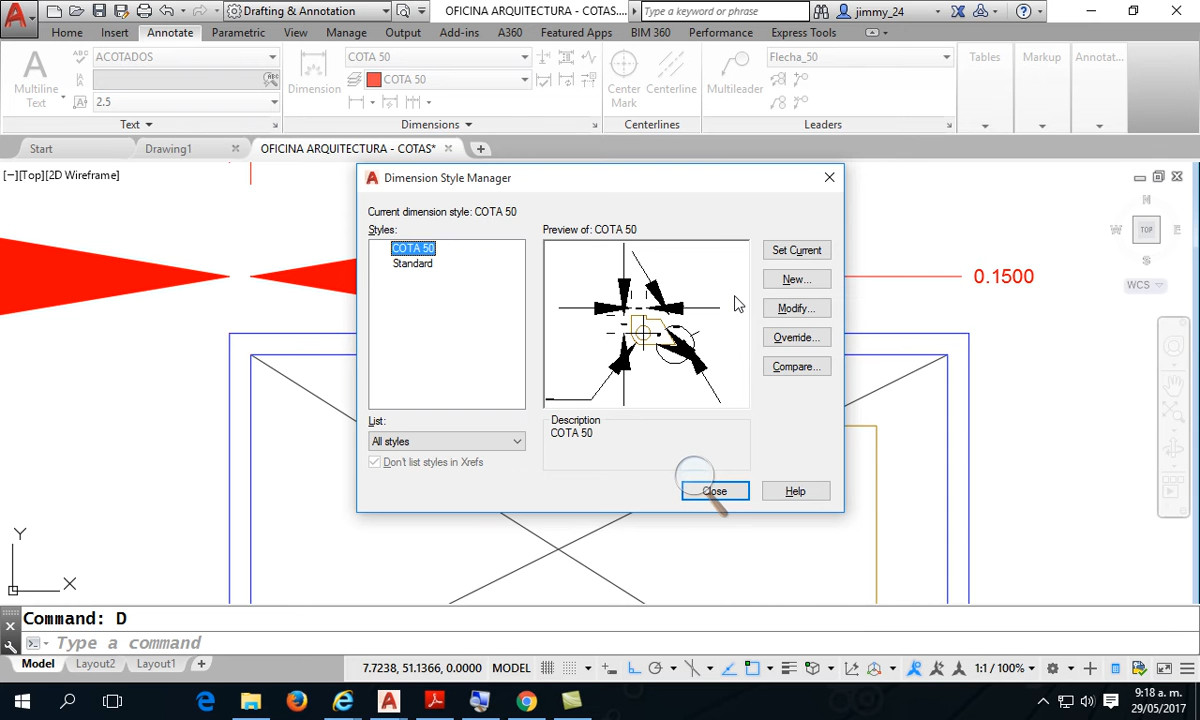 Drafting & Annotation
OFICINA ARQUITECTURA - COTAS....
Type a keyword or phrase
jimmy_24
Home Insert Annotate Parametric View Manage Output Add-ins A360 Featured Apps BIM 360 Performance Express Tools
ACOTADOS
COTA 50
Flecha_50
COTA 50
2.5
Multiline
Text
Dimension
Center
Mark
Centerline
Multileader
Tables
Markup
Annotat...
Text
Dimensions
Centerlines
Leaders
Start
Drawing1
OFICINA ARQUITECTURA - COTAS*
[−][Top][2D Wireframe]
N
W
TOP
E
S
WCS
0.1500
Dimension Style Manager
Current dimension style: COTA 50
Styles:
COTA 50
Standard
Preview of: COTA 50
Set Current
New...
Modify...
Override...
Compare...
List:
All styles
Don't list styles in Xrefs
Description
COTA 50
Close
Help
Y
X
Command: D
Type a command
Model Layout2 Layout1
7.7238, 51.1366, 0.0000 MODEL
1:1 / 100%
9:18 a. m.
29/05/2017